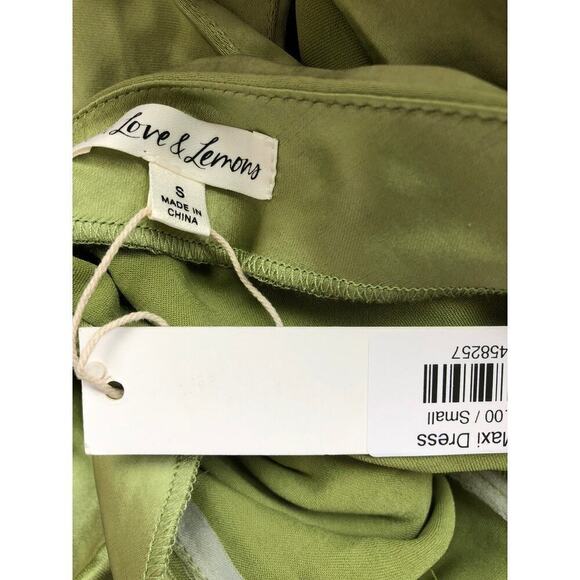 Love & Lemons
S
MADE IN
CHINA
Maxi Dress
.00 / Small
458257